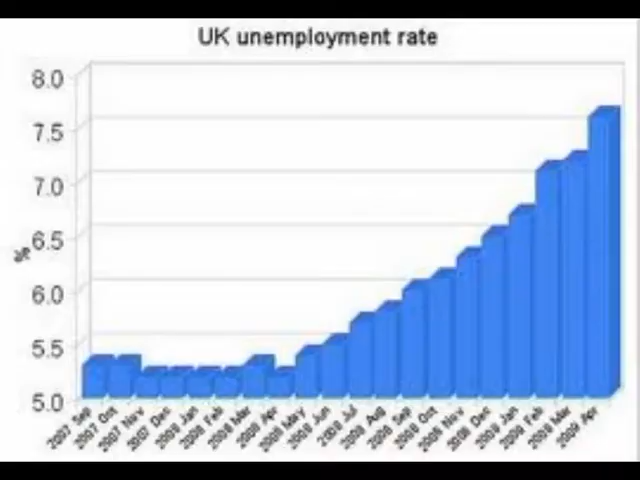 UK unemployment rate
8.0
7.5
7.0
6.5
%
6.0
5.5
5.0
2007 Sep
2007 Oct
2007 Nov
2007 Dec
2008 Jan
2008 Feb
2008 Mar
2008 Apr
2008 May
2008 Jun
2008 Jul
2008 Aug
2008 Sep
2008 Oct
2008 Nov
2008 Dec
2009 Jan
2009 Feb
2009 Mar
2009 Apr